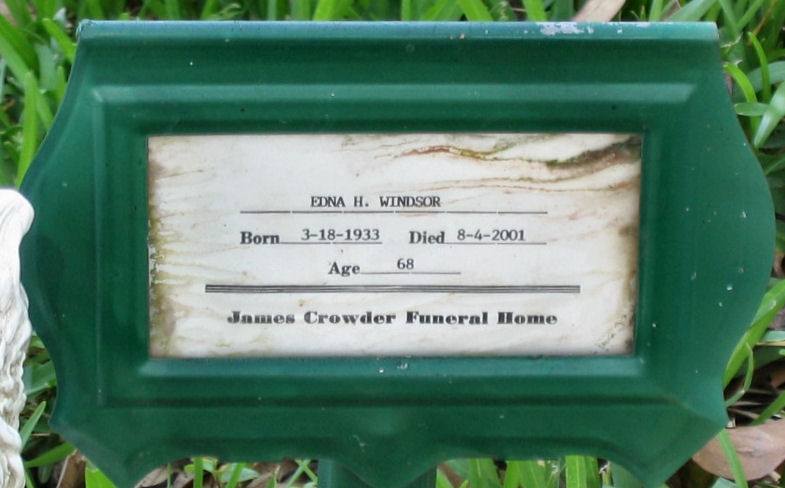 EDNA H. WINDSOR
Born 3-18-1933 Died 8-4-2001
Age 68
James Crowder Funeral Home